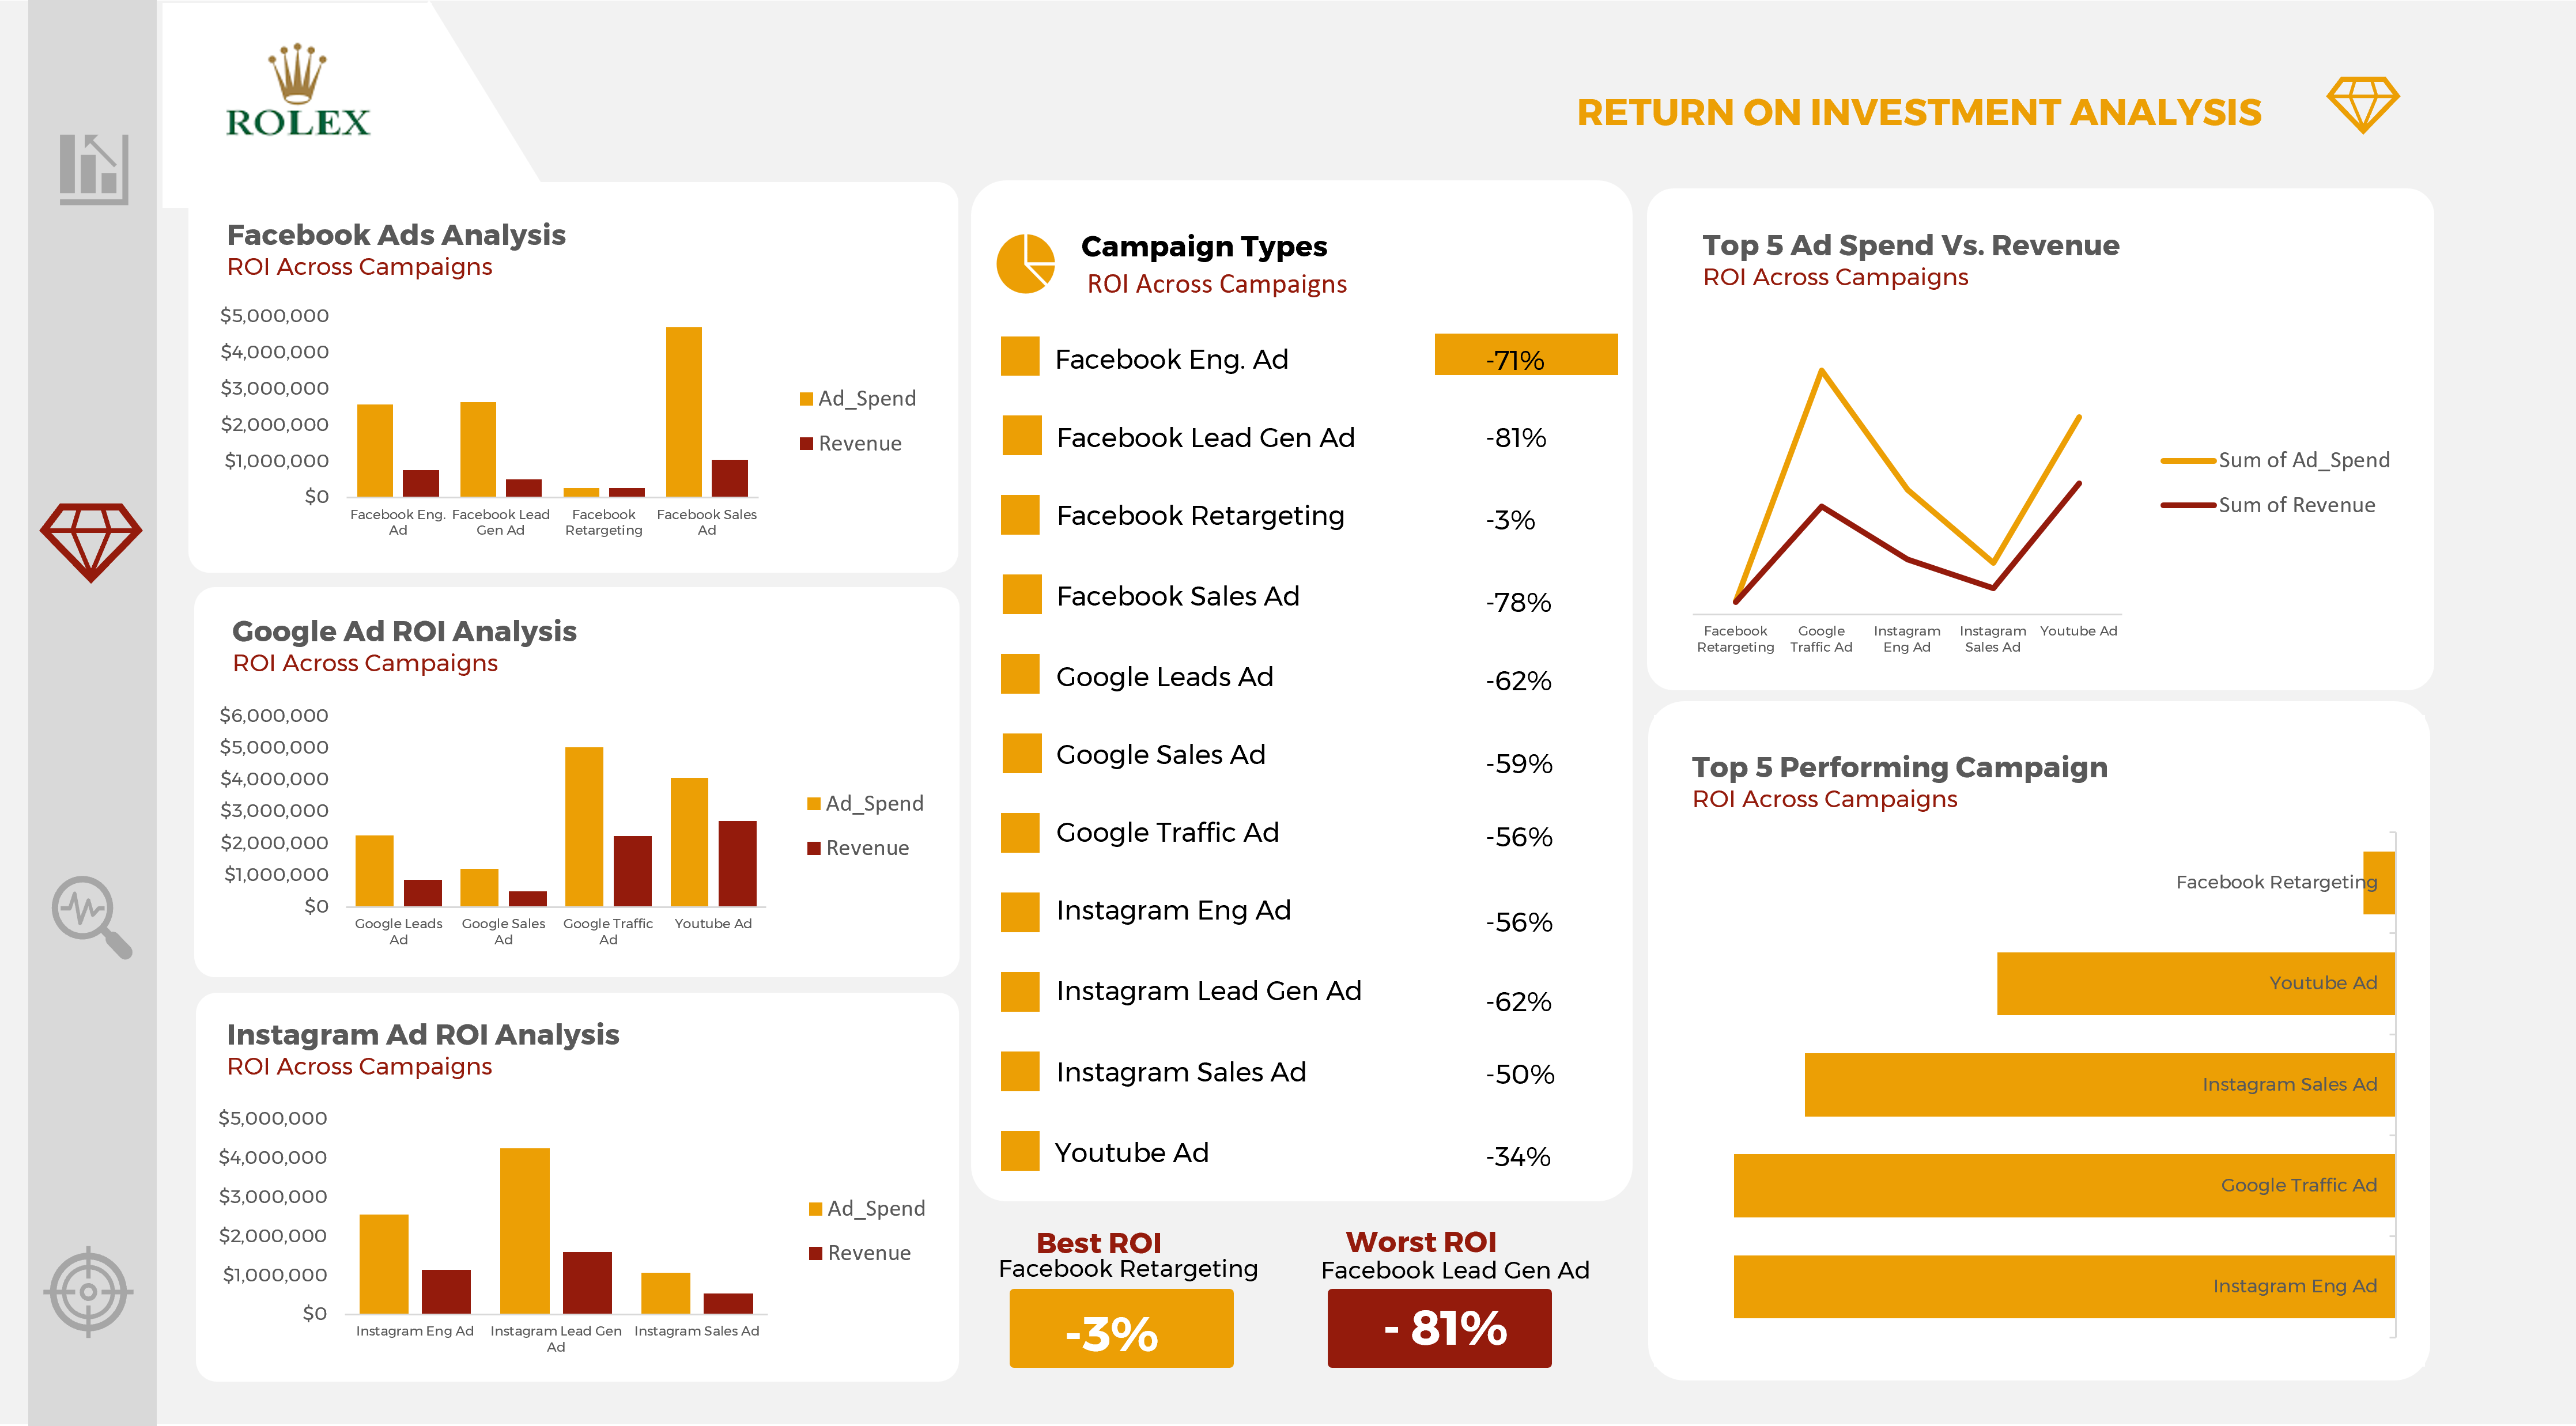 ROLEX
RETURN ON INVESTMENT ANALYSIS
Facebook Ads Analysis
ROI Across Campaigns
$5,000,000
$4,000,000
$3,000,000
$2,000,000
$1,000,000
$0
Facebook Eng.
Ad
Facebook Lead
Gen Ad
Facebook
Retargeting
Facebook Sales
Ad
Ad_Spend
Revenue
Google Ad ROI Analysis
ROI Across Campaigns
$6,000,000
$5,000,000
$4,000,000
$3,000,000
$2,000,000
$1,000,000
$0
Google Leads
Ad
Google Sales
Ad
Google Traffic
Ad
Youtube Ad
Ad_Spend
Revenue
Instagram Ad ROI Analysis
ROI Across Campaigns
$5,000,000
$4,000,000
$3,000,000
$2,000,000
$1,000,000
$0
Instagram Eng Ad
Instagram Lead Gen
Ad
Instagram Sales Ad
Ad_Spend
Revenue
Campaign Types
ROI Across Campaigns
Facebook Eng. Ad -71%
Facebook Lead Gen Ad -81%
Facebook Retargeting -3%
Facebook Sales Ad -78%
Google Leads Ad -62%
Google Sales Ad -59%
Google Traffic Ad -56%
Instagram Eng Ad -56%
Instagram Lead Gen Ad -62%
Instagram Sales Ad -50%
Youtube Ad -34%
Best ROI
Facebook Retargeting
-3%
Worst ROI
Facebook Lead Gen Ad
- 81%
Top 5 Ad Spend Vs. Revenue
ROI Across Campaigns
Facebook
Retargeting
Google
Traffic Ad
Instagram
Eng Ad
Instagram
Sales Ad
Youtube Ad
Sum of Ad_Spend
Sum of Revenue
Top 5 Performing Campaign
ROI Across Campaigns
Facebook Retargeting
Youtube Ad
Instagram Sales Ad
Google Traffic Ad
Instagram Eng Ad